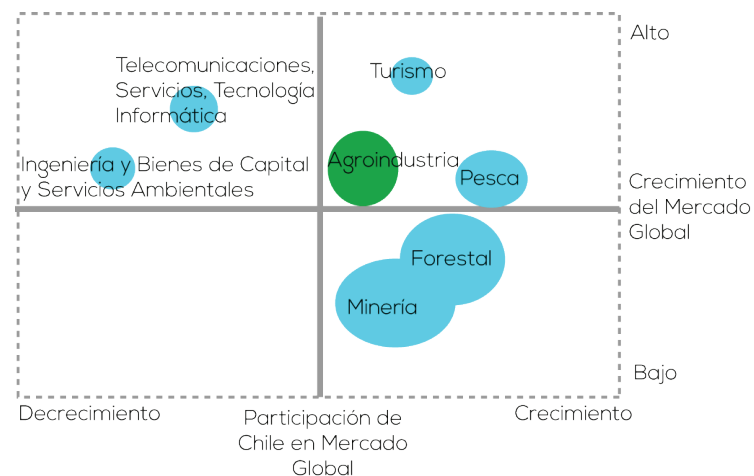 Alto
Telecomunicaciones,
Servicios, Tecnología
Informática
Turismo
Ingeniería y Bienes de Capital
y Servicios Ambientales
Agroindustria
Pesca
Crecimiento
del Mercado
Global
Forestal
Minería
Bajo
Decrecimiento
Participación de
Chile en Mercado
Global
Crecimiento